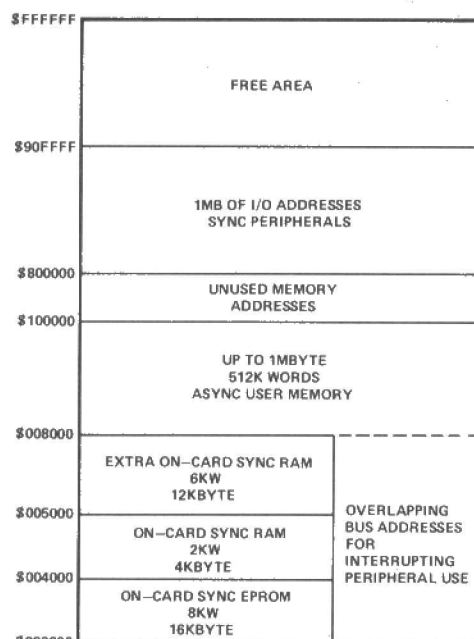 $FFFFFF
FREE AREA
$90FFFF
1MB OF I/O ADDRESSES
SYNC PERIPHERALS
$800000
UNUSED MEMORY
ADDRESSES
$100000
UP TO 1MBYTE
512K WORDS
ASYNC USER MEMORY
$008000
EXTRA ON–CARD SYNC RAM
6KW
12KBYTE
$005000
ON–CARD SYNC RAM
2KW
4KBYTE
$004000
ON–CARD SYNC EPROM
8KW
16KBYTE
OVERLAPPING
BUS ADDRESSES
FOR
INTERRUPTING
PERIPHERAL USE